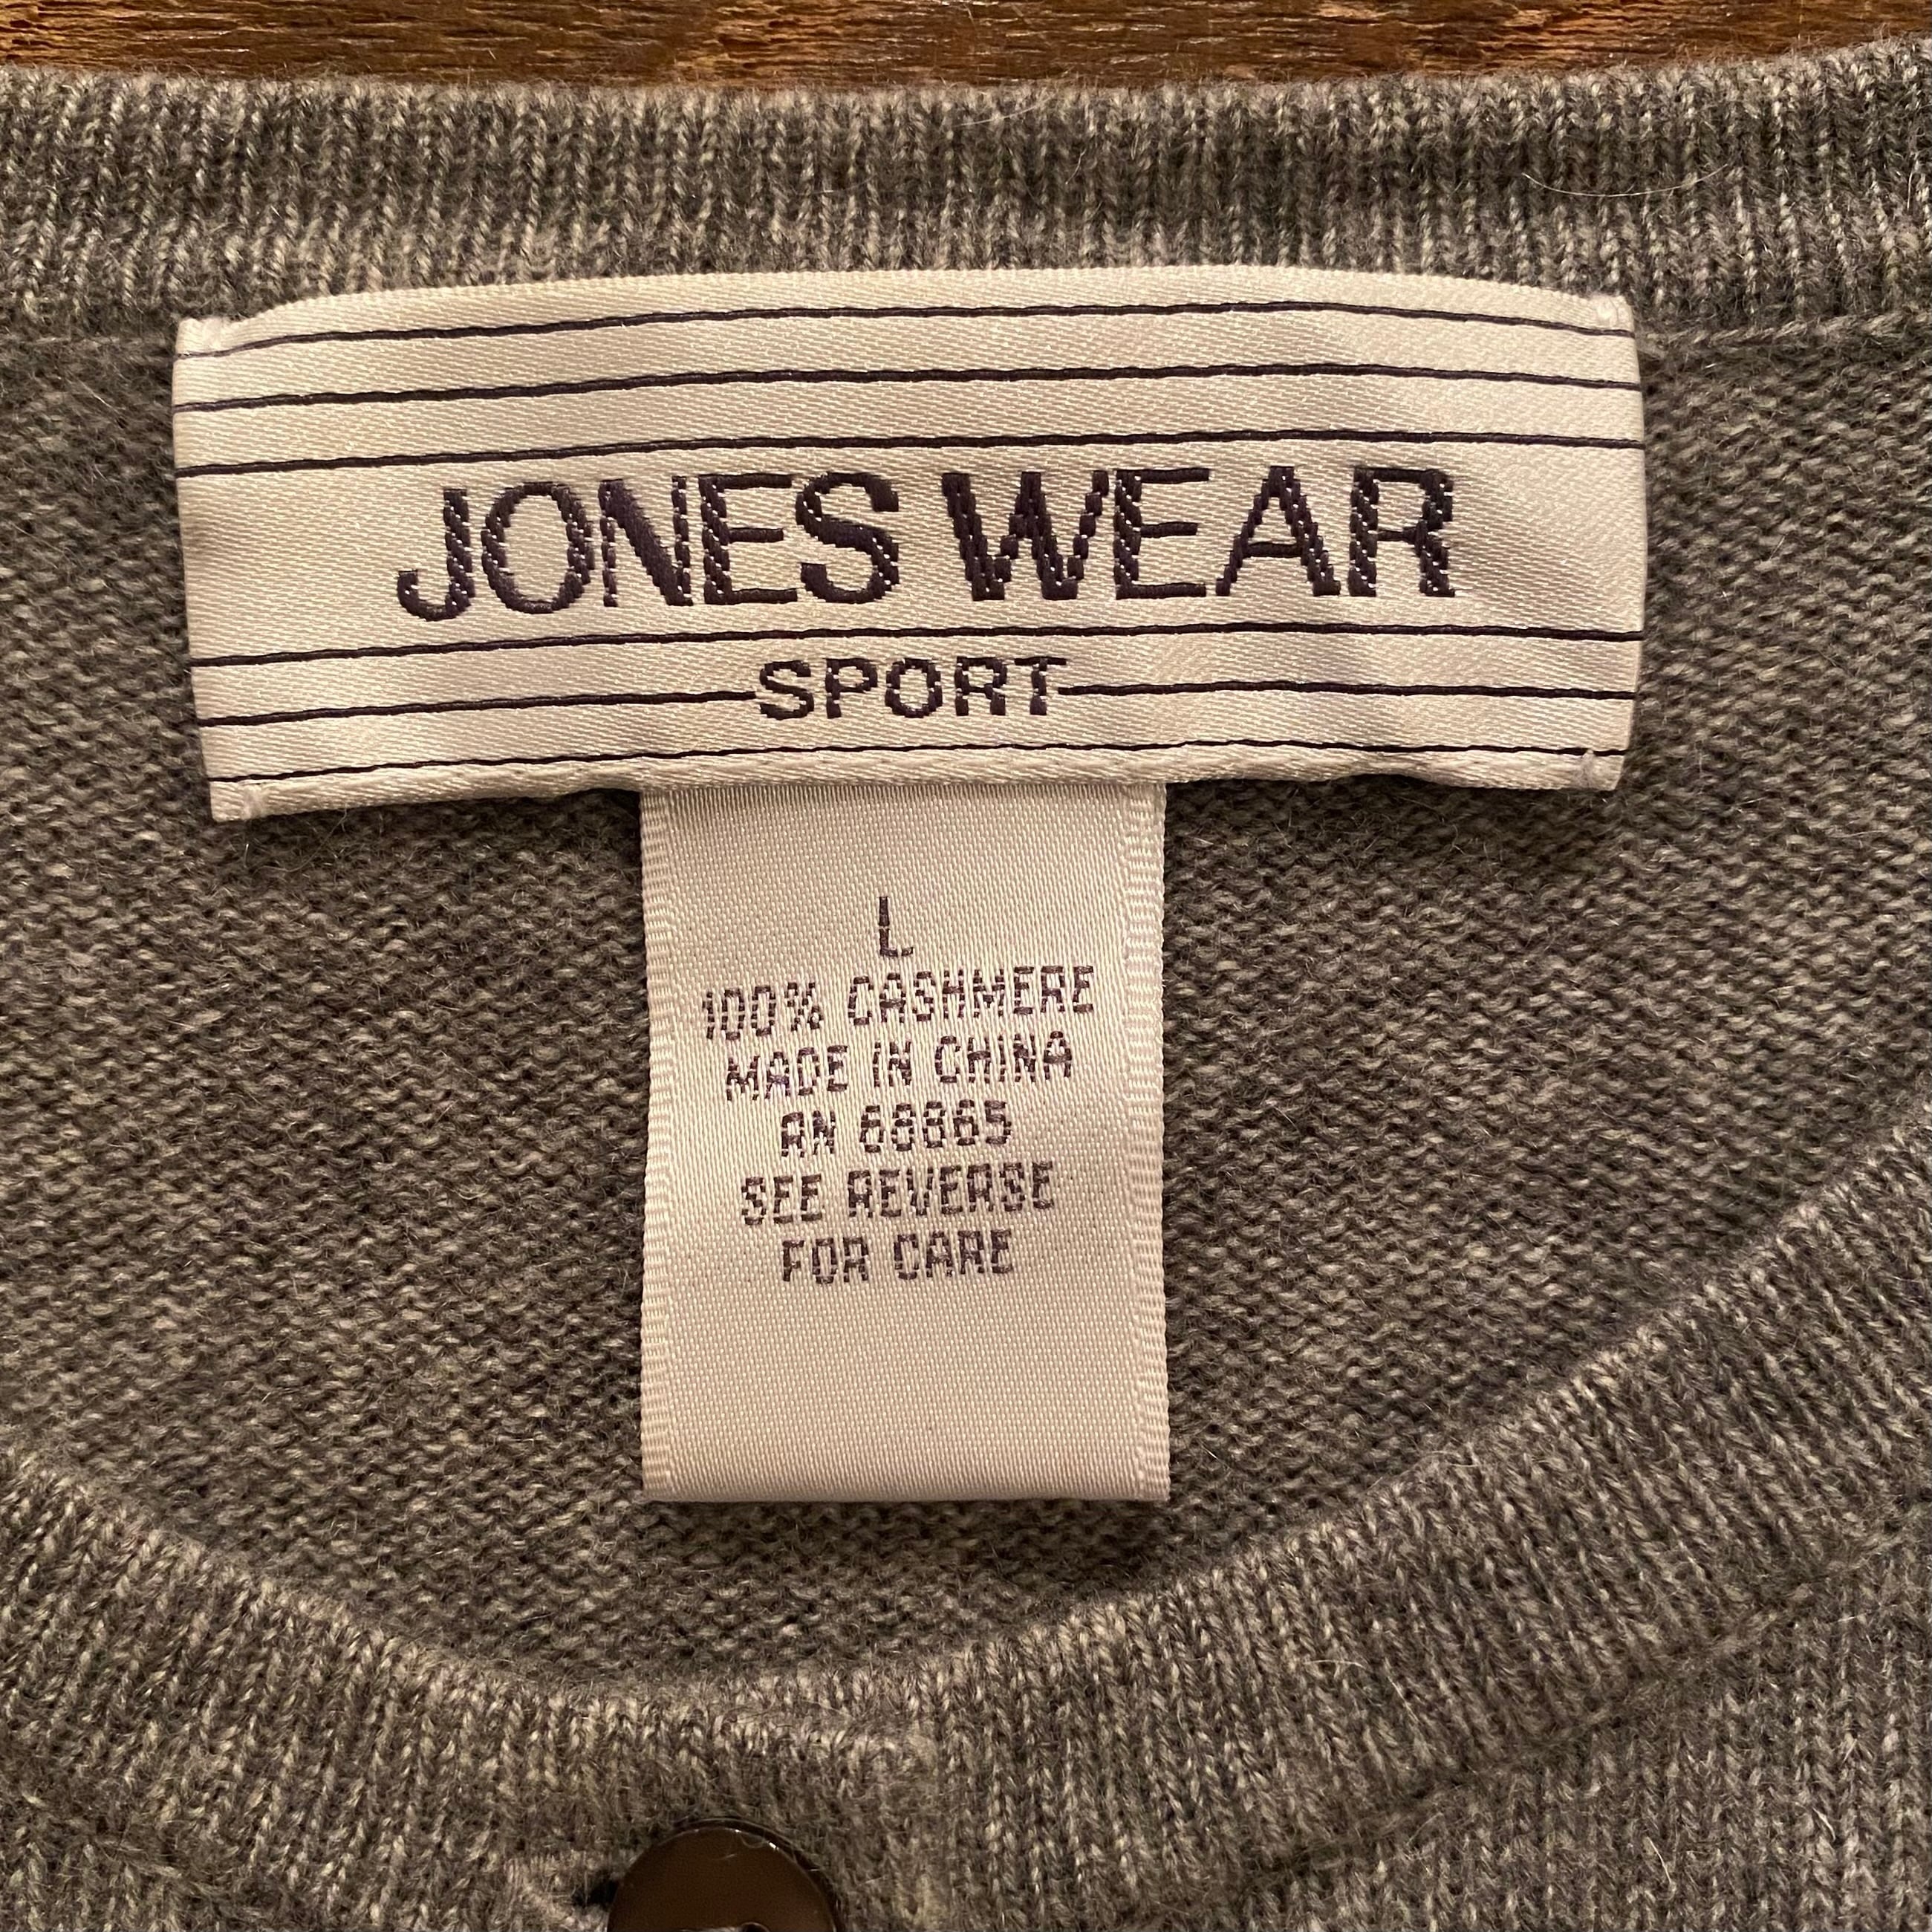 JONES WEAR
SPORT
L
100% CASHMERE
MADE IN CHINA
RN 68865
SEE REVERSE
FOR CARE